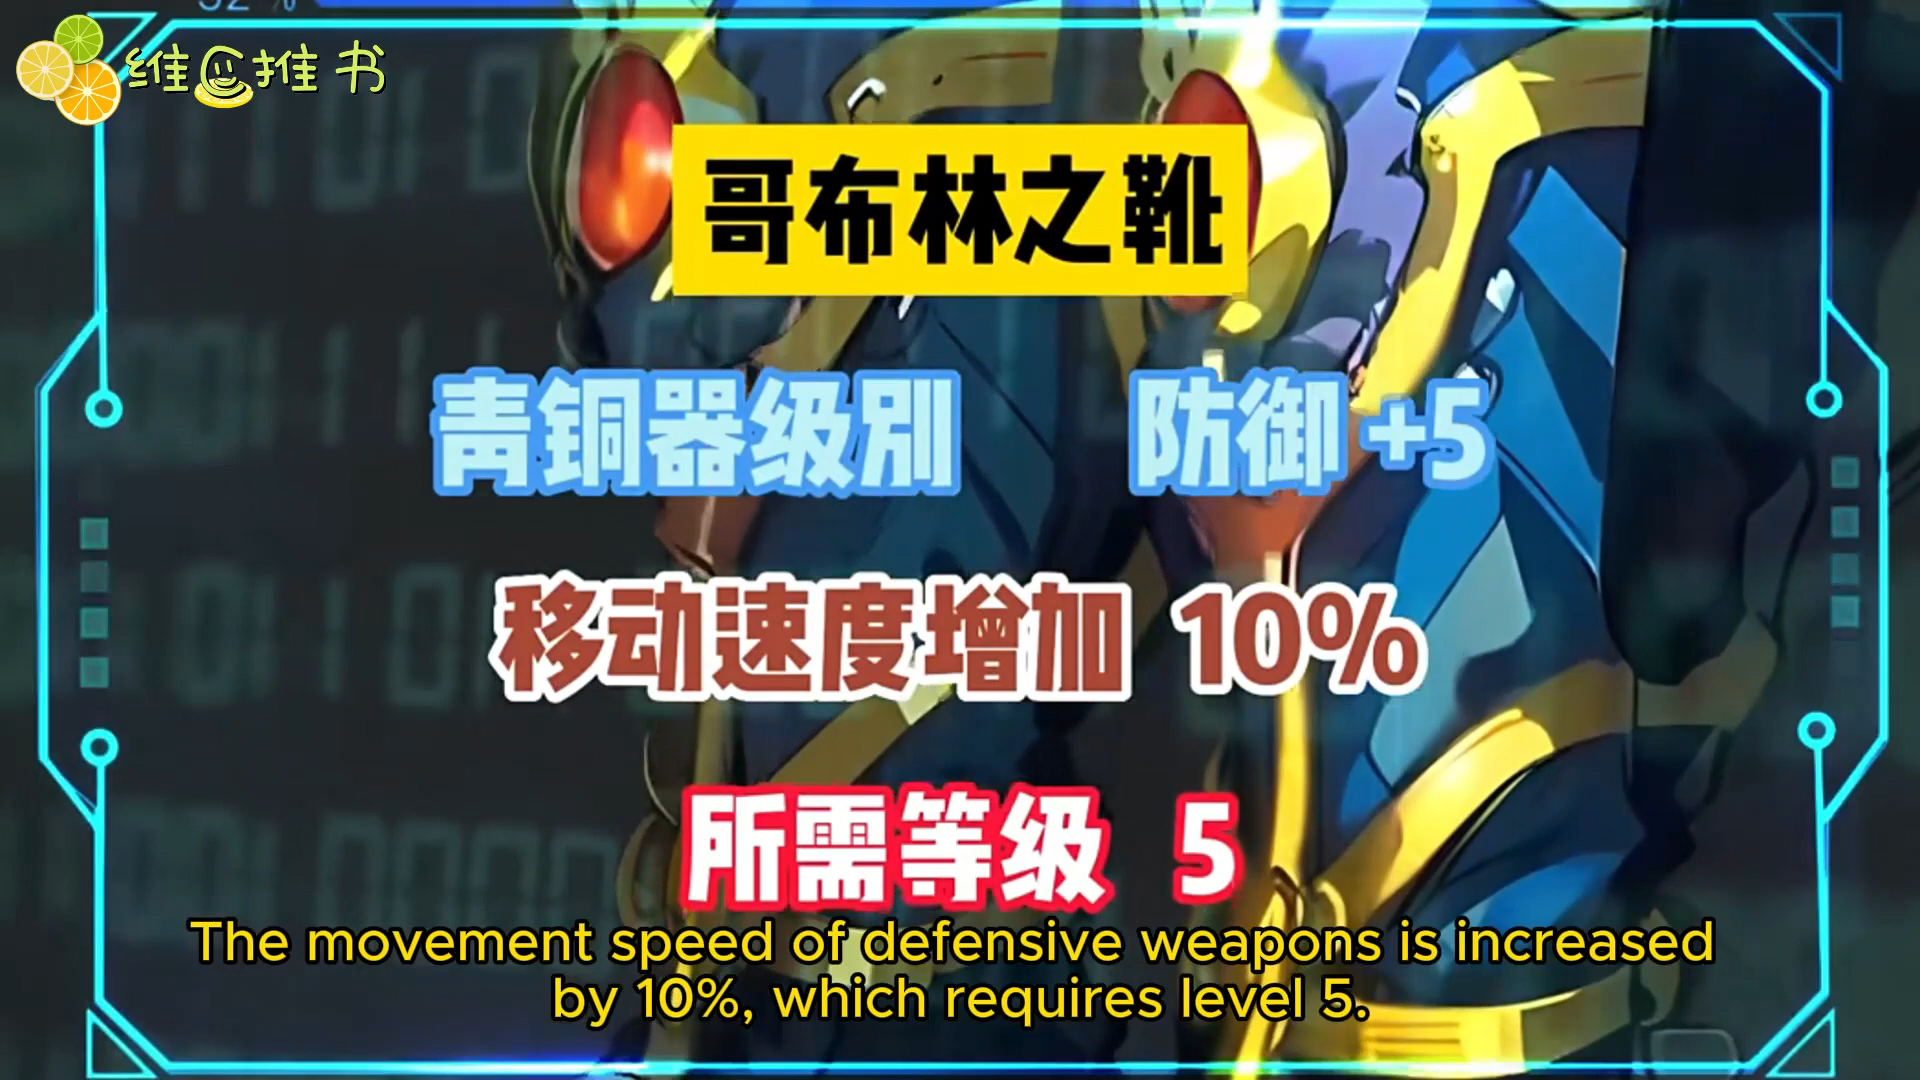 维C推书
哥布林之靴
青铜器级别 防御 +5
移动速度增加 10%
所需等级 5
The movement speed of defensive weapons is increased
by 10%, which requires level 5.